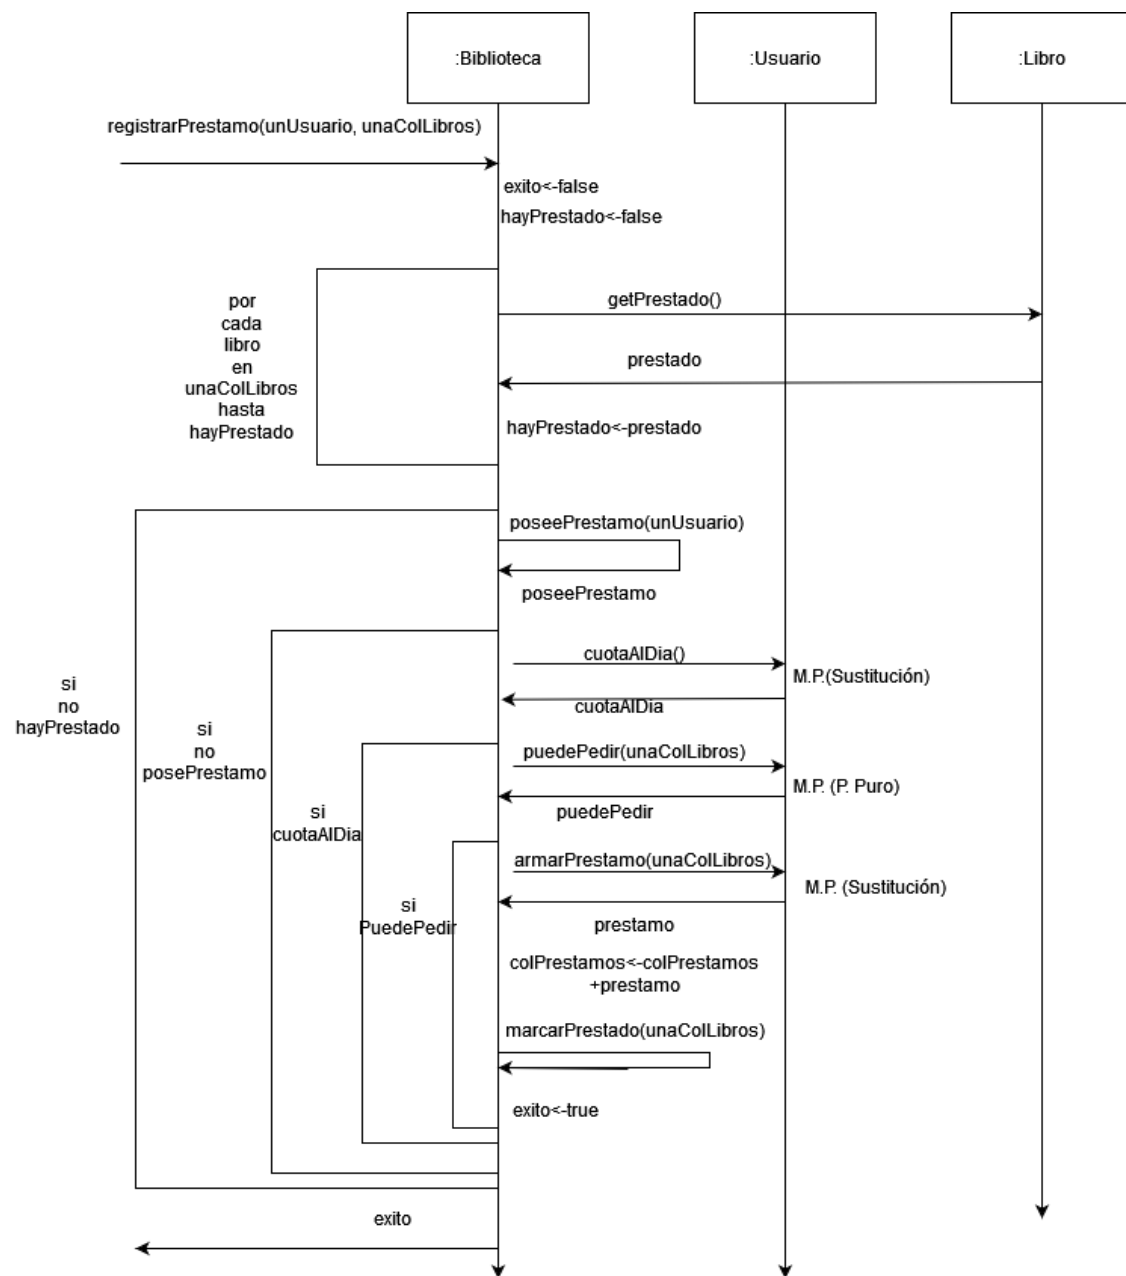 :Biblioteca
:Usuario
:Libro
registrarPrestamo(unUsuario, unaColLibros)
exito<-false
hayPrestado<-false
por
cada
libro
en
unaColLibros
hasta
hayPrestado
getPrestado()
prestado
hayPrestado<-prestado
si
no
hayPrestado
poseePrestamo(unUsuario)
poseePrestamo
si
no
posePrestamo
cuotaAlDia()
M.P.(Sustitución)
cuotaAlDia
si
cuotaAlDia
puedePedir(unaColLibros)
M.P. (P. Puro)
puedePedir
si
PuedePedir
armarPrestamo(unaColLibros)
M.P. (Sustitución)
prestamo
colPrestamos<-colPrestamos
+prestamo
marcarPrestado(unaColLibros)
exito<-true
exito